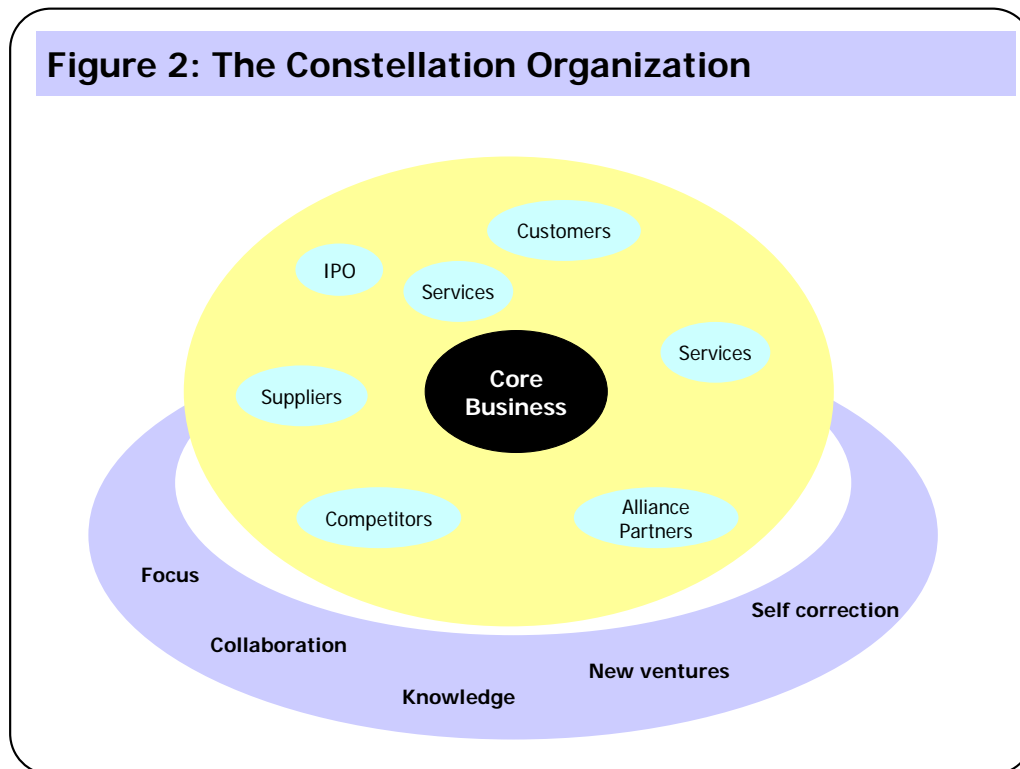 Figure 2: The Constellation Organization
Customers
IPO
Services
Services
Core
Business
Suppliers
Competitors
Alliance
Partners
Focus
Self correction
Collaboration
New ventures
Knowledge